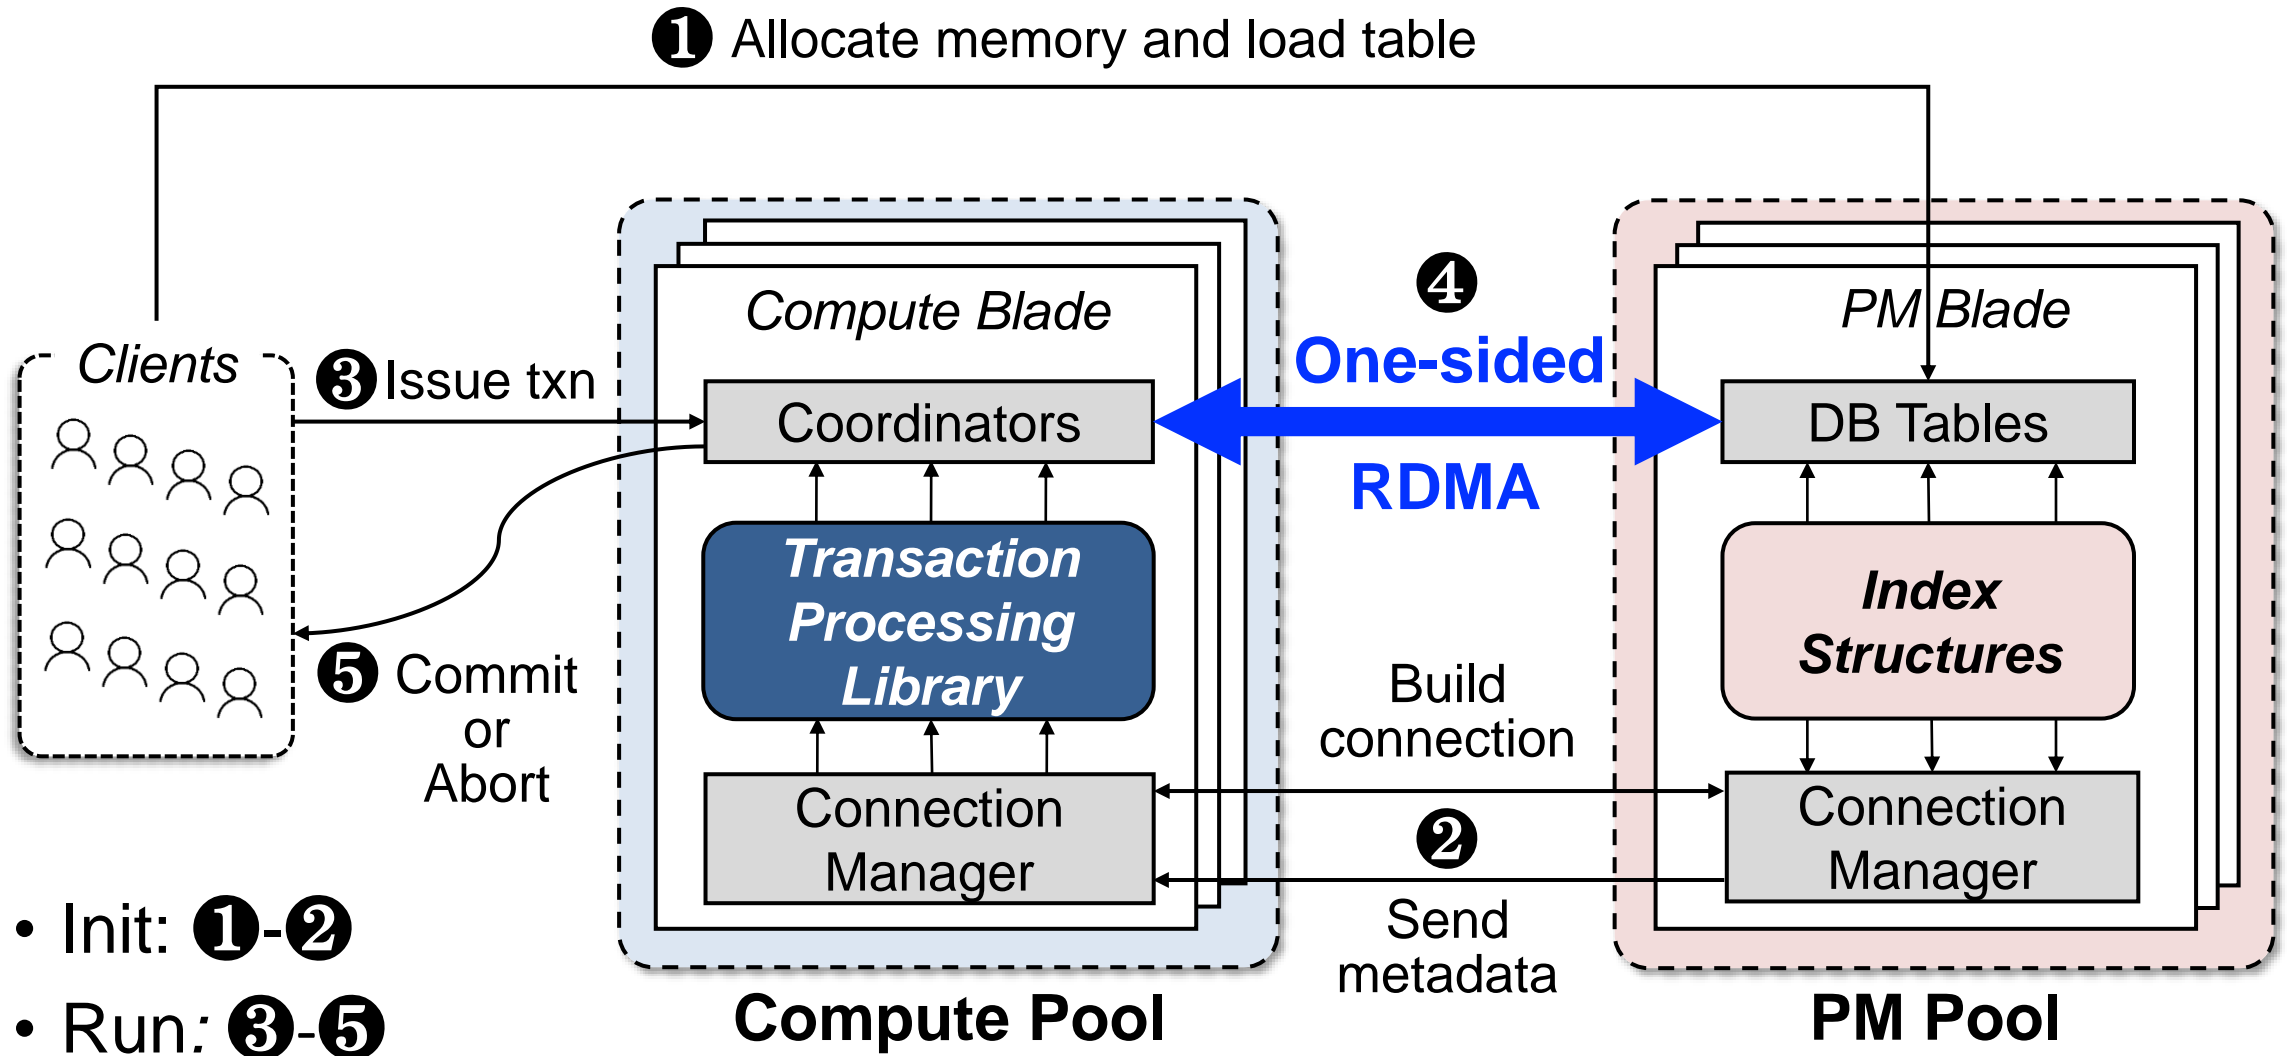 ❶ Allocate memory and load table
Clients
❸ Issue txn
❺ Commit
or
Abort
Compute Blade
Coordinators
Transaction
Processing
Library
Connection
Manager
Compute Pool
❹
One-sided
RDMA
Build
connection
❷
Send
metadata
PM Blade
DB Tables
Index
Structures
Connection
Manager
PM Pool
• Init: ❶-❷
• Run: ❸-❺